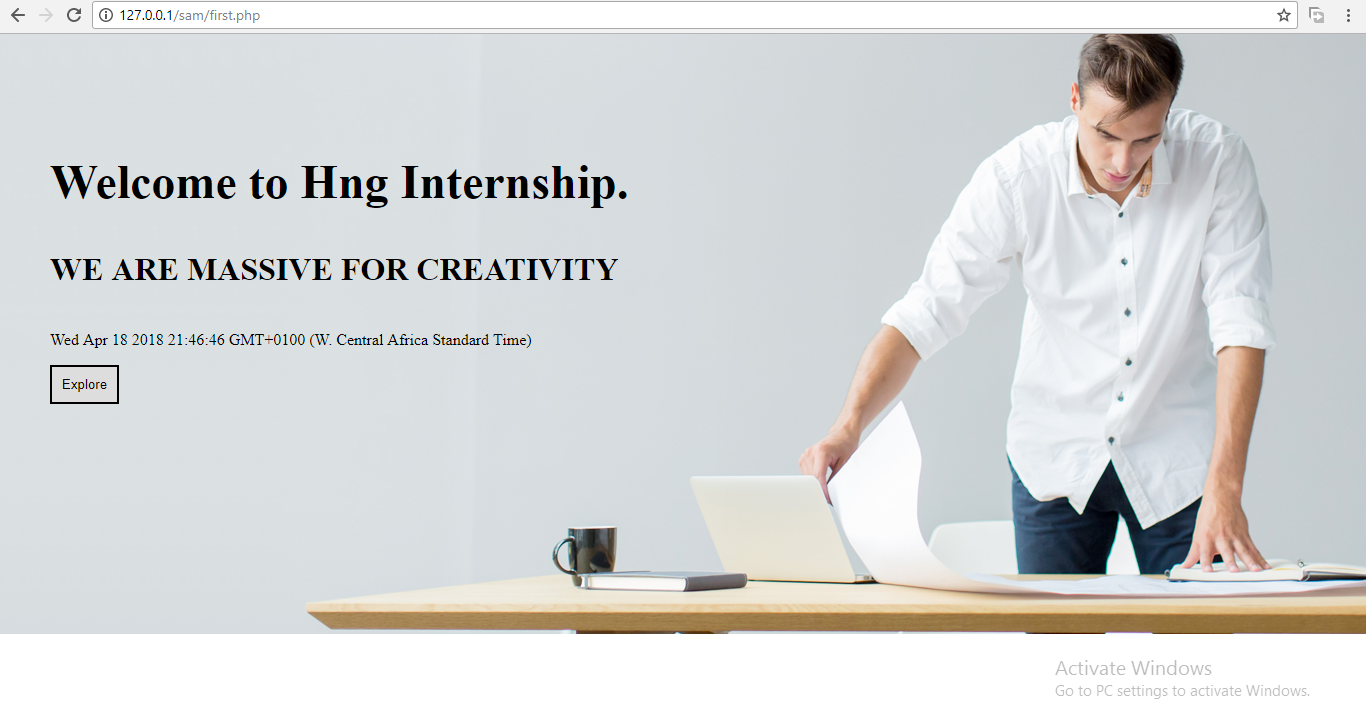 127.0.0.1/sam/first.php
Welcome to Hng Internship.
WE ARE MASSIVE FOR CREATIVITY
Wed Apr 18 2018 21:46:46 GMT+0100 (W. Central Africa Standard Time)
Explore
Activate Windows
Go to PC settings to activate Windows.